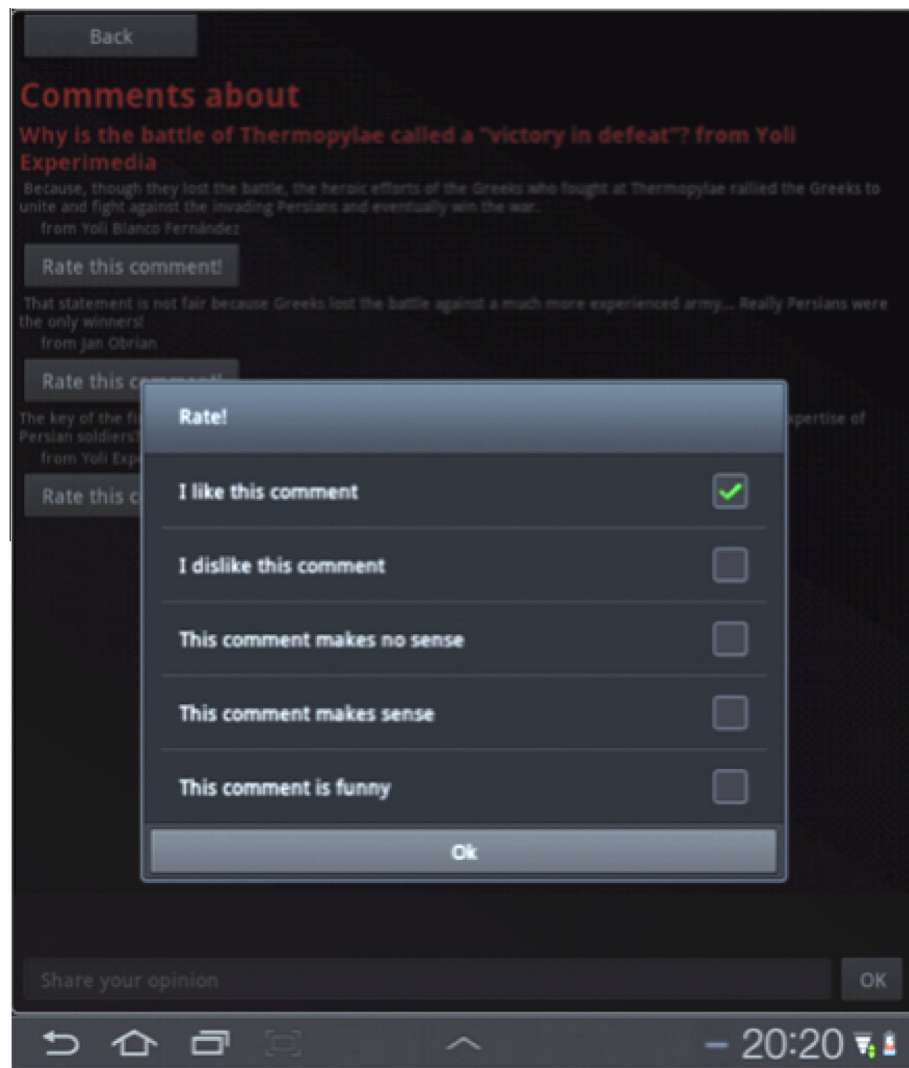 Back
Comments about
Why is the battle of Thermopylae called a "victory in defeat"? from Yoli
Experimedia
Because, though they lost the battle, the heroic efforts of the Greeks who fought at Thermopylae rallied the Greeks to
unite and fight against the invading Persians and eventually win the war.
from Yoli Blanco Fernández
Rate this comment!
That statement is not fair because Greeks lost the battle against a much more experienced army... Really Persians were
the only winners!
from Jan Obrian
Rate this comment!
The key of the
Persian soldiers?
from Yoli
Rate this
Rate!
I like this comment
I dislike this comment
This comment makes no sense
This comment makes sense
This comment is funny
Ok
expertise of
Share your opinion
OK
20:20